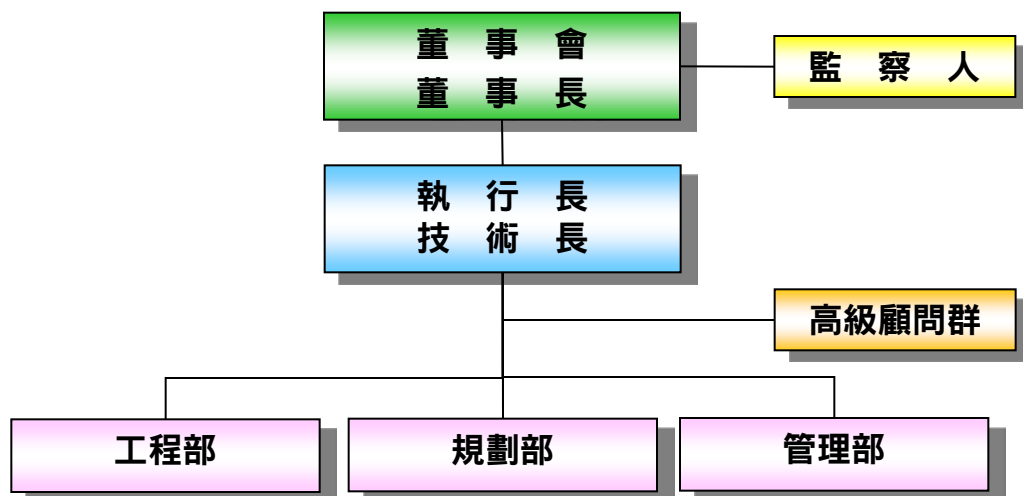 董事會
董事長
監察人
執行長
技術長
高級顧問群
工程部
規劃部
管理部